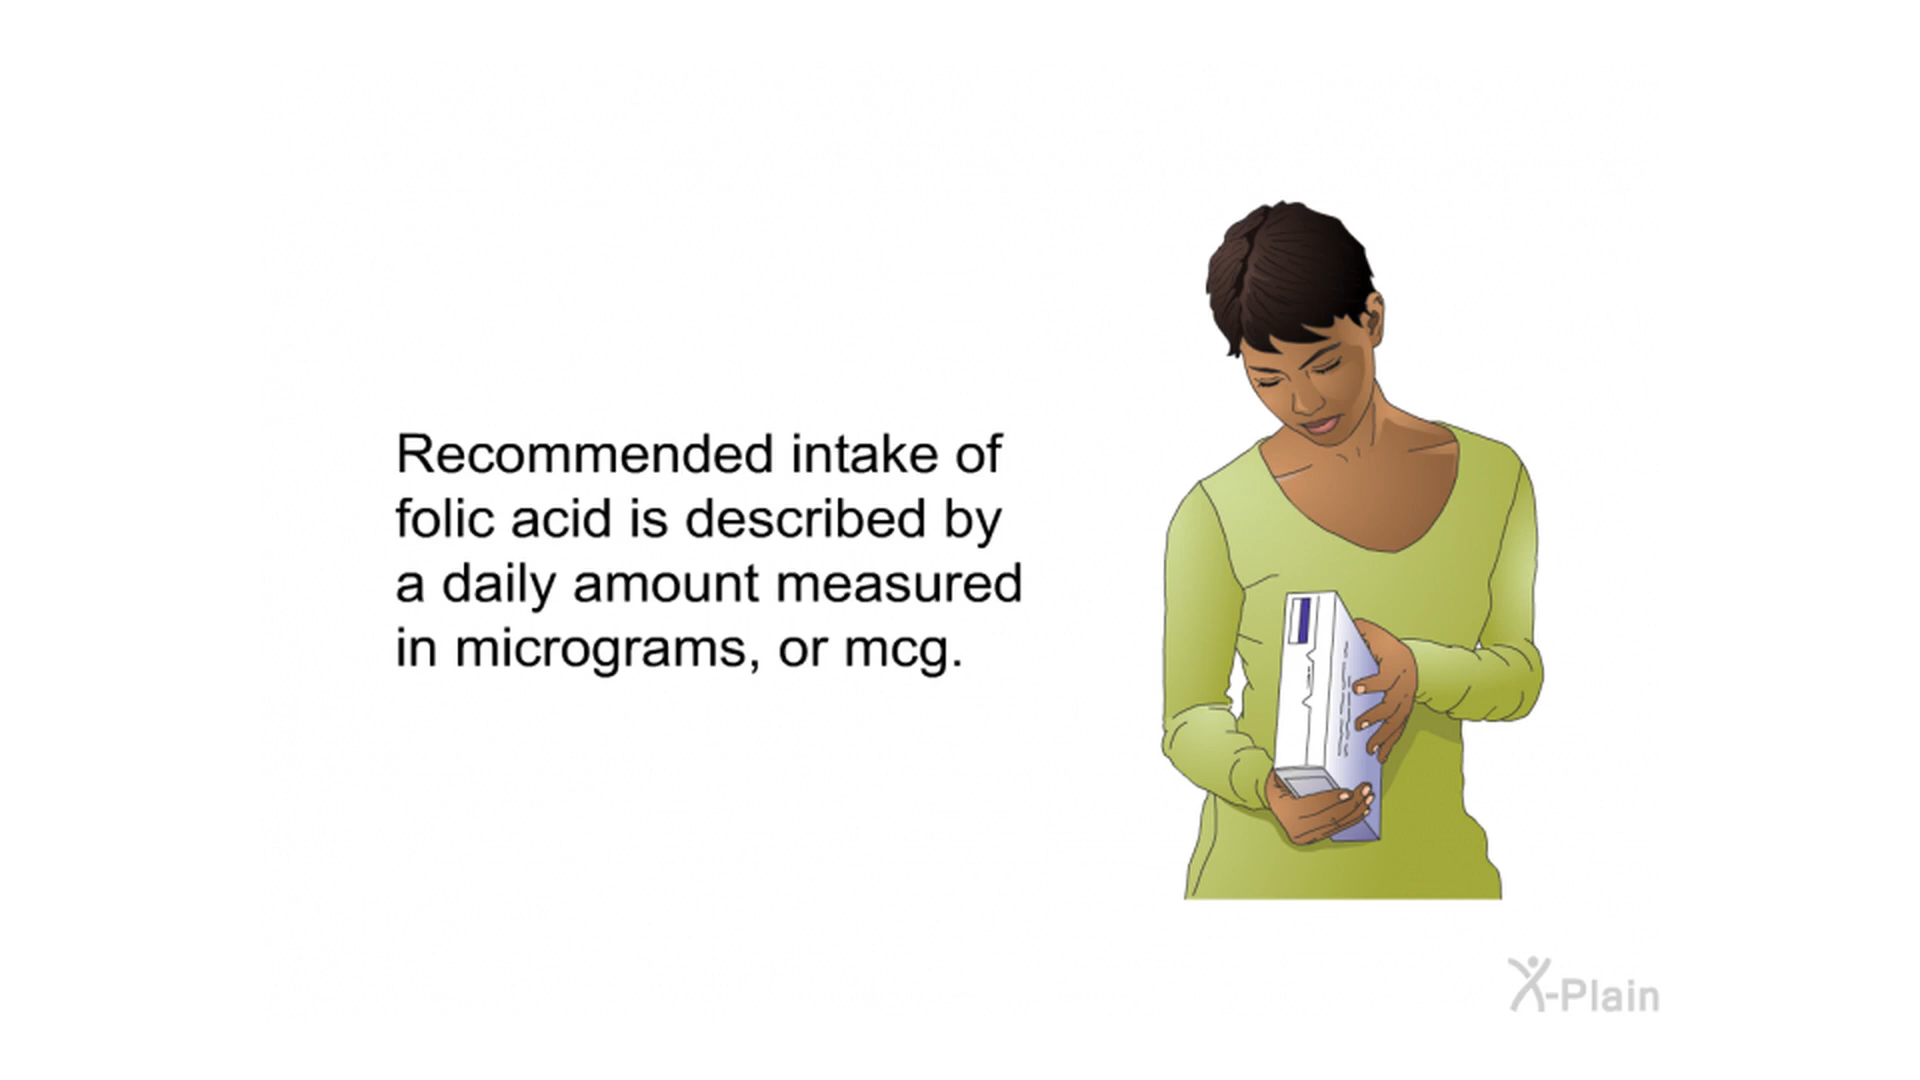 Recommended intake of
folic acid is described by
a daily amount measured
in micrograms, or mcg.
X-Plain